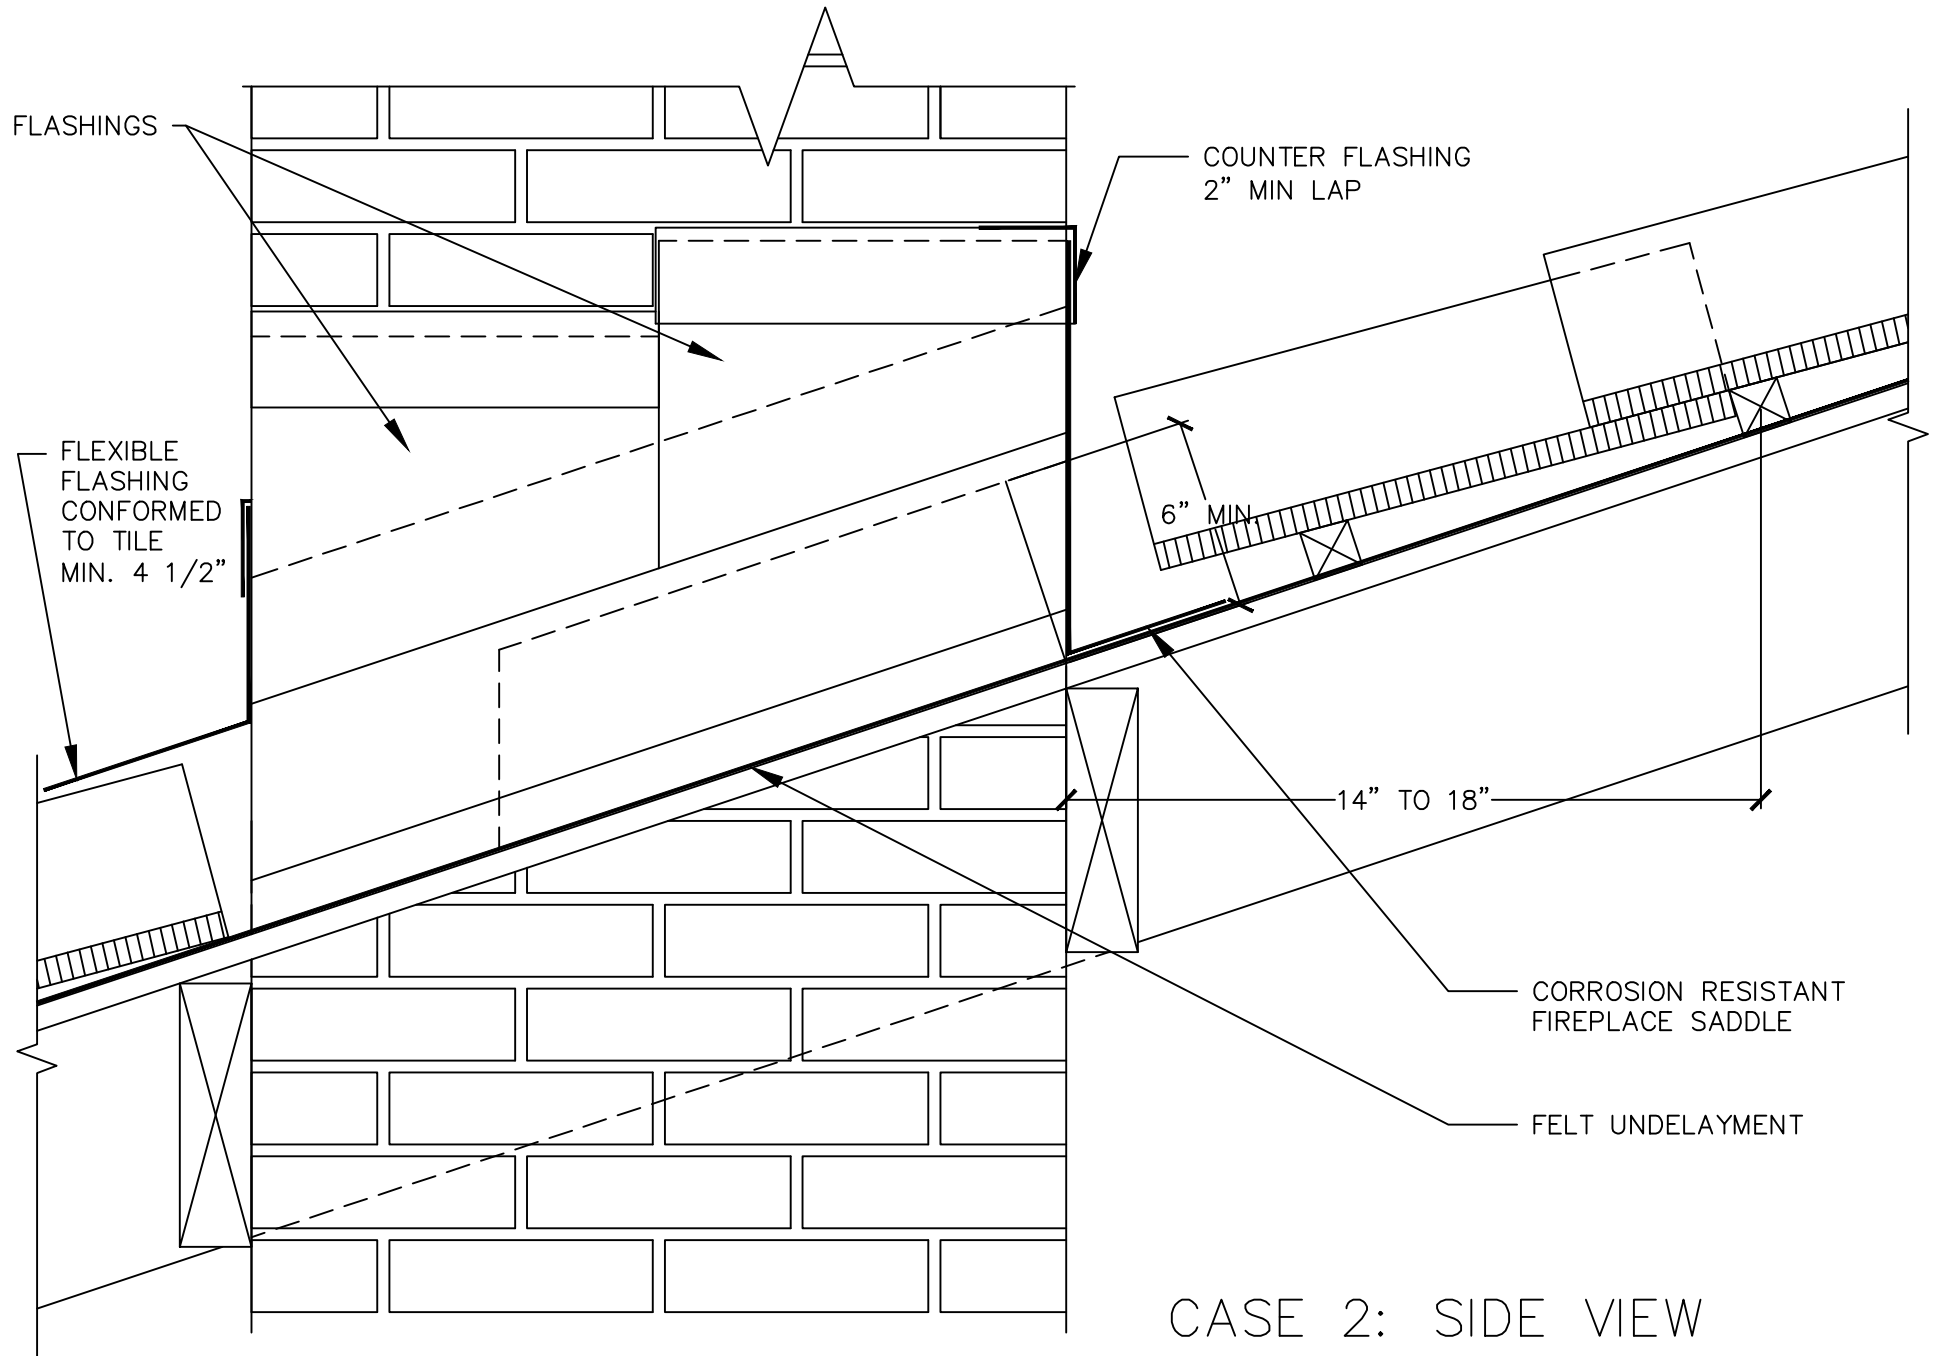 FLASHINGS
COUNTER FLASHING
2” MIN LAP
FLEXIBLE
FLASHING
CONFORMED
TO TILE
MIN. 4 1/2”
6” MIN.
14” TO 18”
CORROSION RESISTANT
FIREPLACE SADDLE
FELT UNDELAYMENT
CASE 2: SIDE VIEW